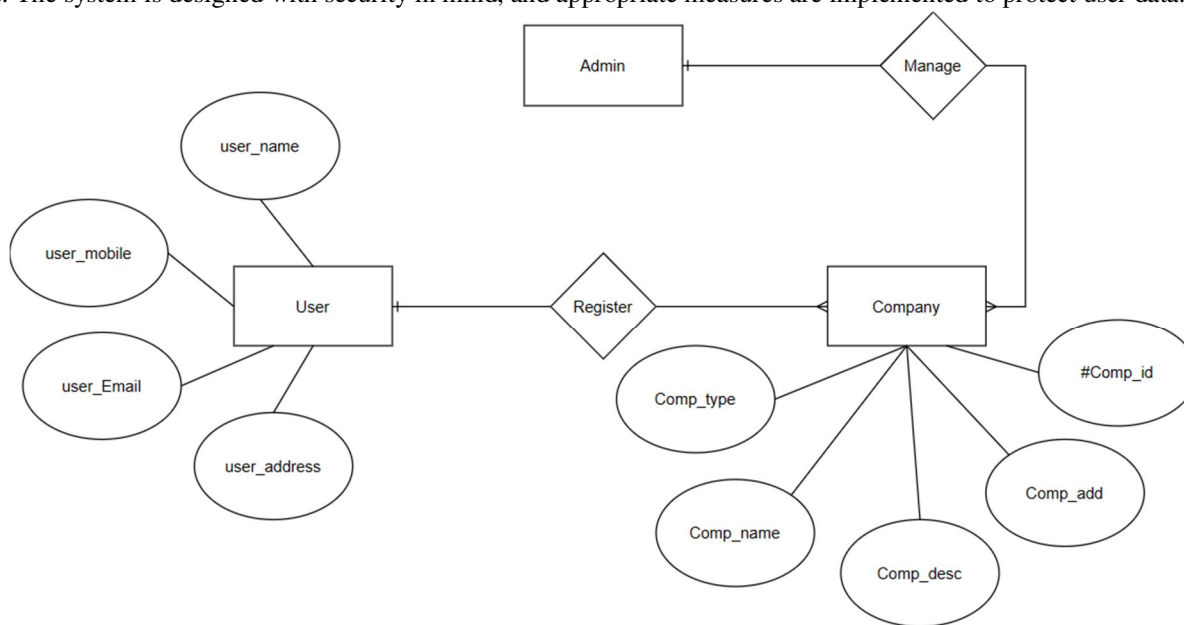 . The system is designed with security in mind, and appropriate measures are implemented to protect user data.
Admin
Manage
user_name
user_mobile
User
Register
Company
user_Email
Comp_type
#Comp_id
user_address
Comp_add
Comp_name
Comp_desc